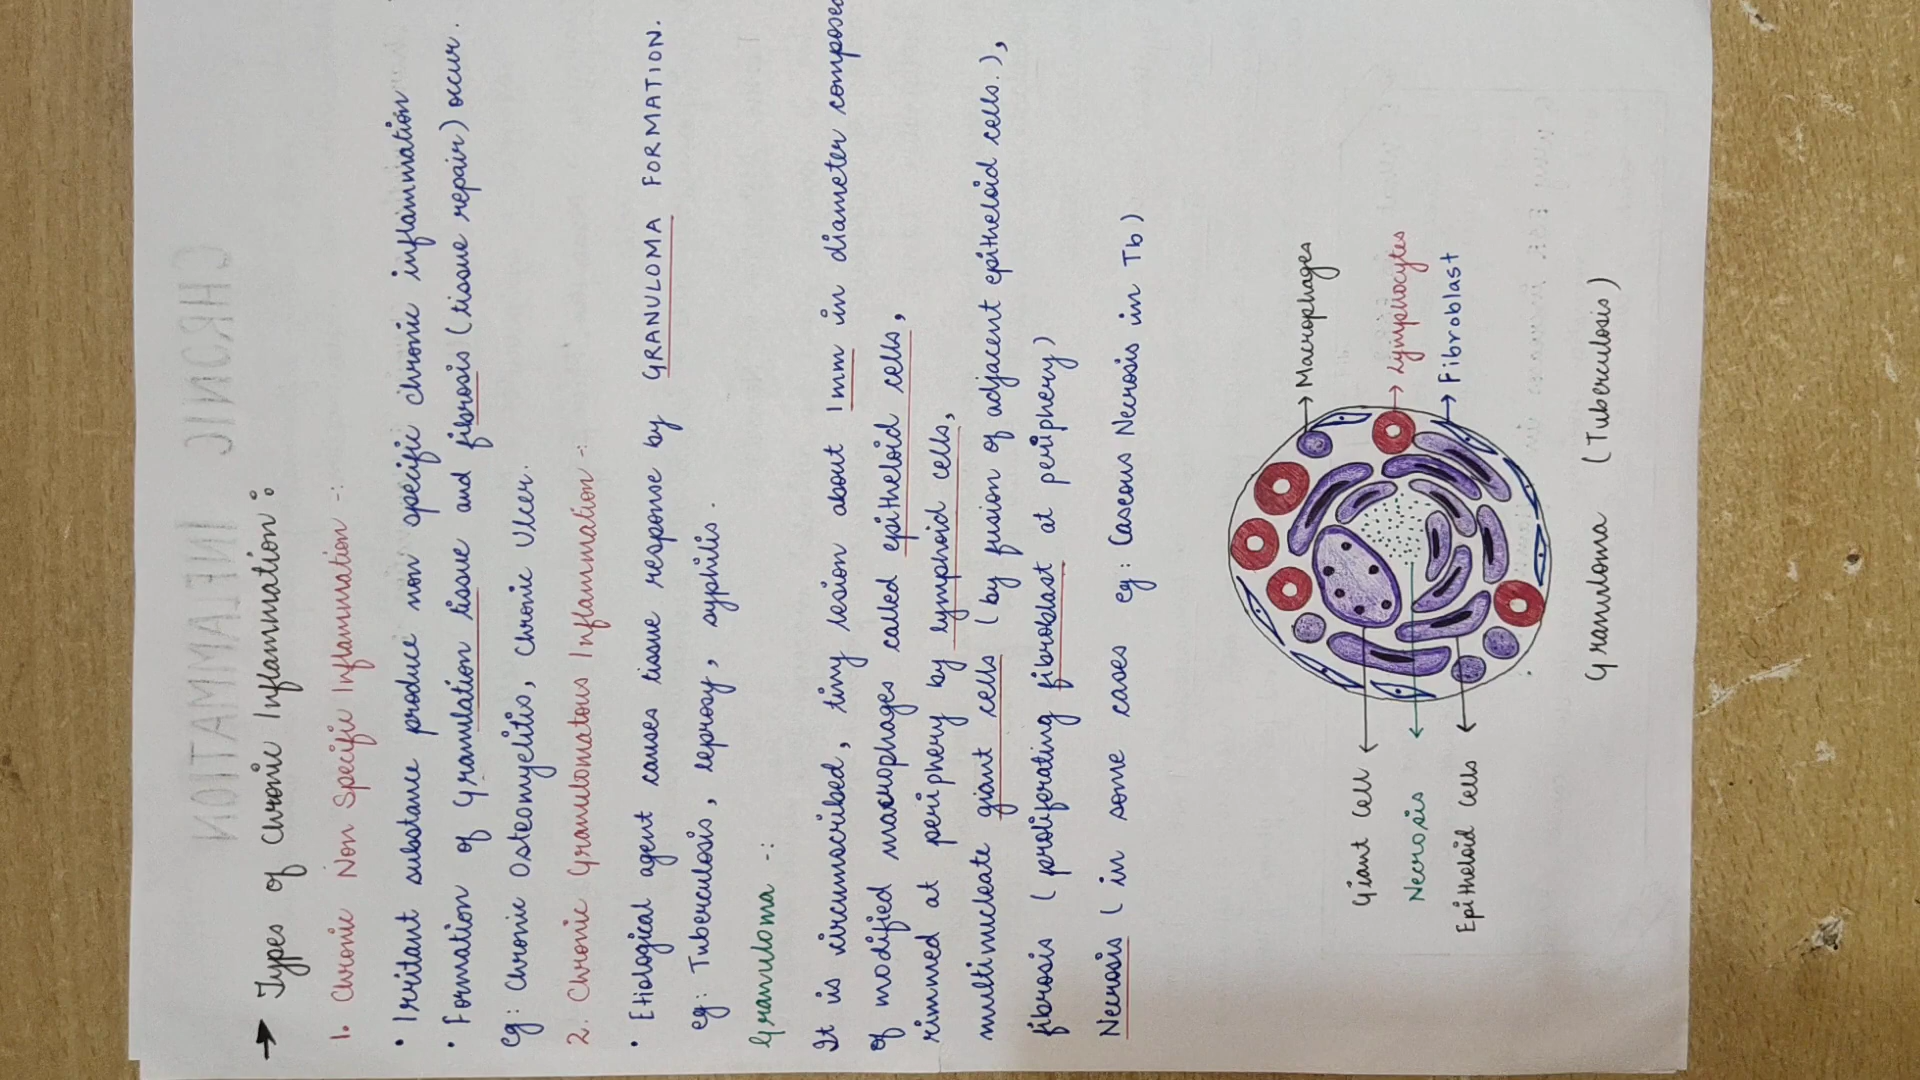 → Types of Chronic Inflammation :
1. Chronic Non Specific Inflammation -:
• Irritant substance produce non specific chronic inflammation
• Formation of Granulation tissue and fibrosis (tissue repair) occur.
eg: Chronic Osteomyelitis, Chronic Ulcer.
2. Chronic Granulomatous Inflammation -:
• Etiological agent causes tissue response by GRANULOMA FORMATION.
eg: Tuberculosis, leprosy, syphilis.
Granuloma -:
It is circumscribed, tiny lesion about 1mm in diameter composed
of modified macrophages called epitheloid cells,
rimmed at periphery by lymphoid cells,
multinucleate giant cells (by fusion of adjacent epitheloid cells.),
fibrosis (proliferating fibroblast at periphery)
Necrosis (in some cases eg: Caseous Necrosis in Tb)
Macrophages
Lymphocytes
Fibroblast
Giant Cell
Necrosis
Epitheloid Cells
Granuloma (Tuberculosis)
CHRONIC INFLAMMATION